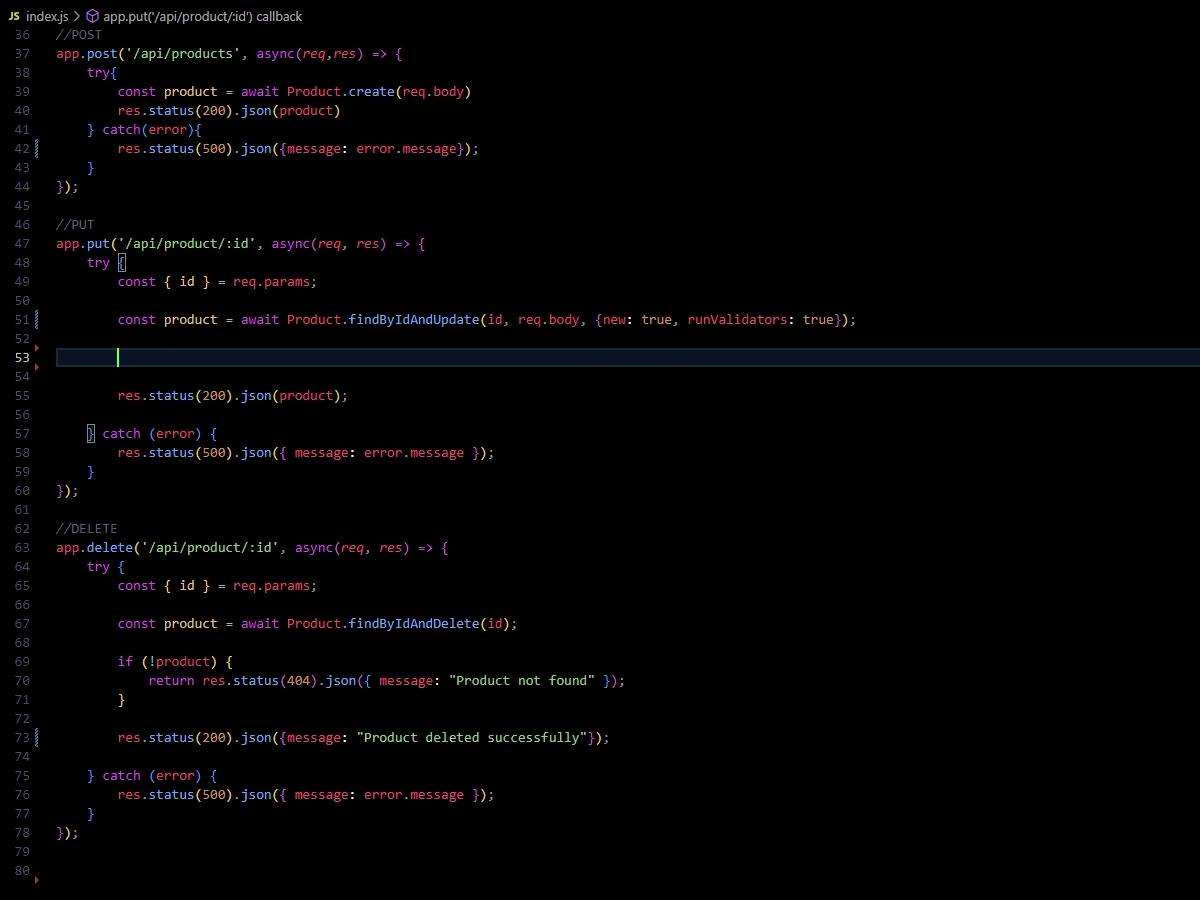 JS index.js > app.put('/api/product/:id') callback
36 //POST
37 app.post('/api/products', async(req,res) => {
38     try{
39         const product = await Product.create(req.body)
40         res.status(200).json(product)
41     } catch(error){
42         res.status(500).json({message: error.message});
43     }
44 });
45
46 //PUT
47 app.put('/api/product/:id', async(req, res) => {
48     try {
49         const { id } = req.params;
50
51         const product = await Product.findByIdAndUpdate(id, req.body, {new: true, runValidators: true});
52
53
54
55         res.status(200).json(product);
56
57     } catch (error) {
58         res.status(500).json({ message: error.message });
59     }
60 });
61
62 //DELETE
63 app.delete('/api/product/:id', async(req, res) => {
64     try {
65         const { id } = req.params;
66
67         const product = await Product.findByIdAndDelete(id);
68
69         if (!product) {
70             return res.status(404).json({ message: "Product not found" });
71         }
72
73         res.status(200).json({message: "Product deleted successfully"});
74
75     } catch (error) {
76         res.status(500).json({ message: error.message });
77     }
78 });
79
80